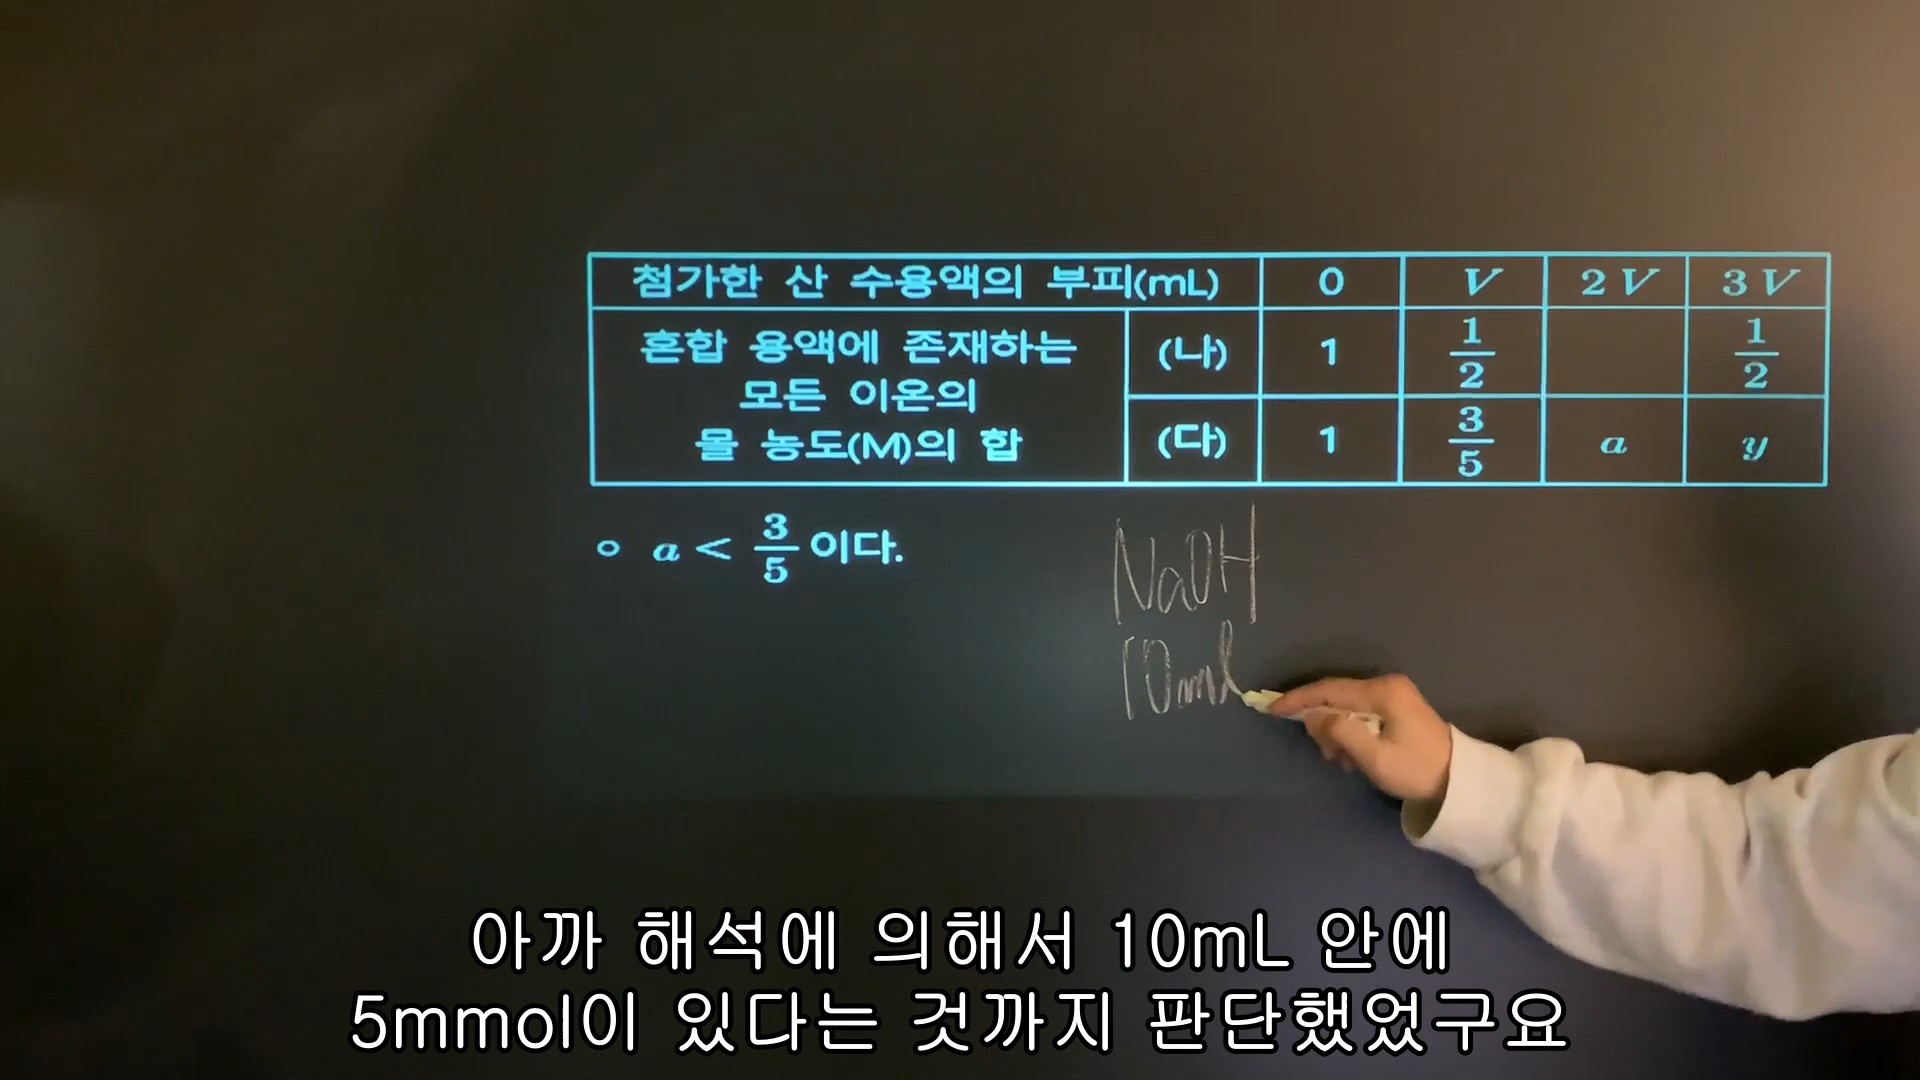 첨가한 산 수용액의 부피(mL) 0 V 2V 3V
혼합 용액에 존재하는 모든 이온의 몰 농도(M)의 합
(나) 1 1/2 1/2
(다) 1 3/5 a y
○ a < 3/5 이다.
NaOH
10ml
아까 해석에 의해서 10mL 안에
5mmol이 있다는 것까지 판단했었구요